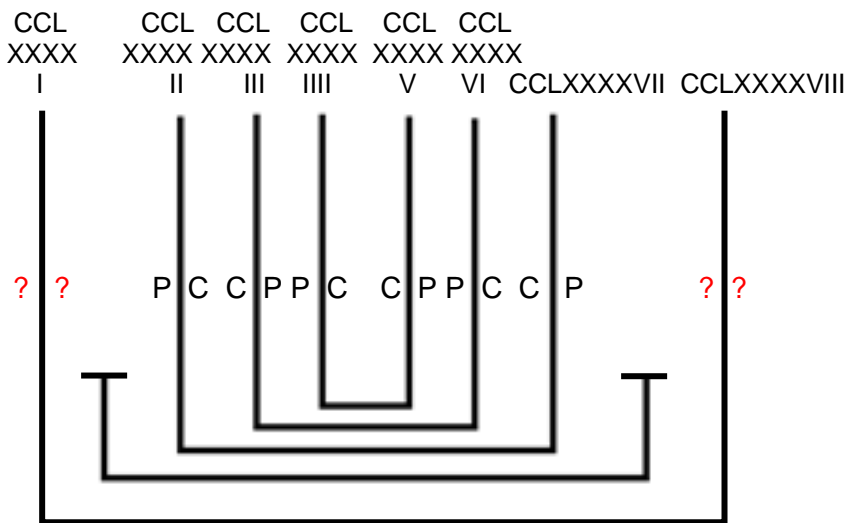 CCL CCL CCL CCL CCL CCL
XXXX XXXX XXXX XXXX XXXX XXXX
I II III IIII V VI CCLXXXXVII CCLXXXXVIII
? ? P C C P P C C P P C C P ? ?